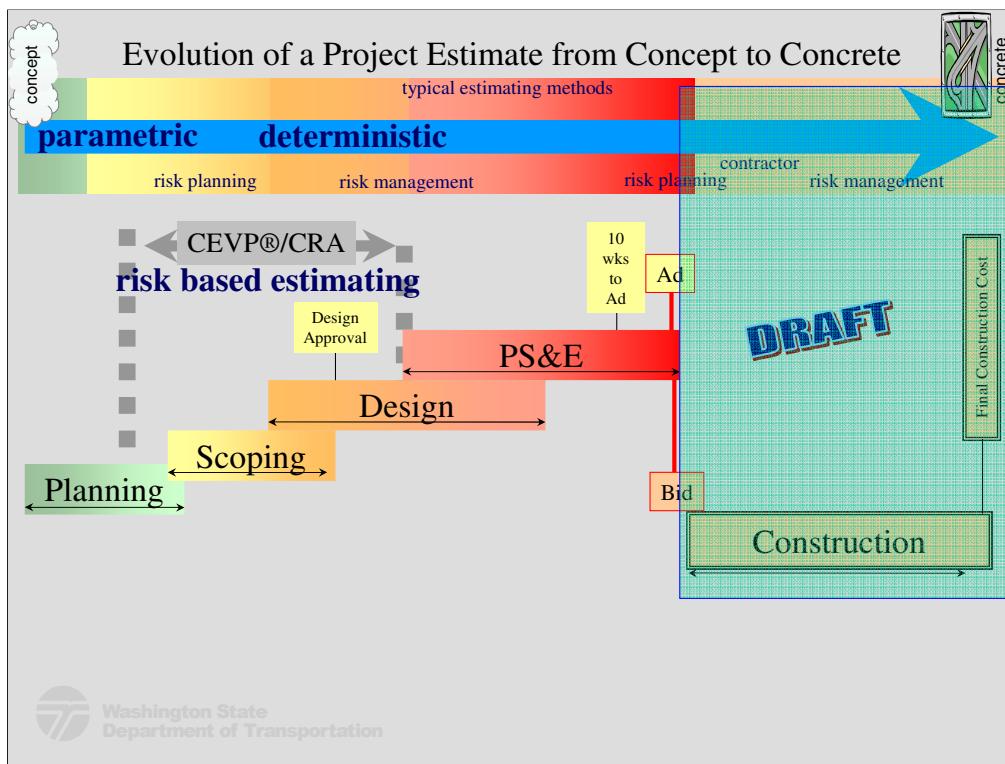 concept
Evolution of a Project Estimate from Concept to Concrete
concrete
typical estimating methods
parametric
deterministic
contractor
risk planning
risk management
risk planning
risk management
CEVP®/CRA
risk based estimating
10
wks
to
Ad
Ad
Design
Approval
DRAFT
Final Construction Cost
PS&E
Design
Scoping
Planning
Bid
Construction
Washington State
Department of Transportation